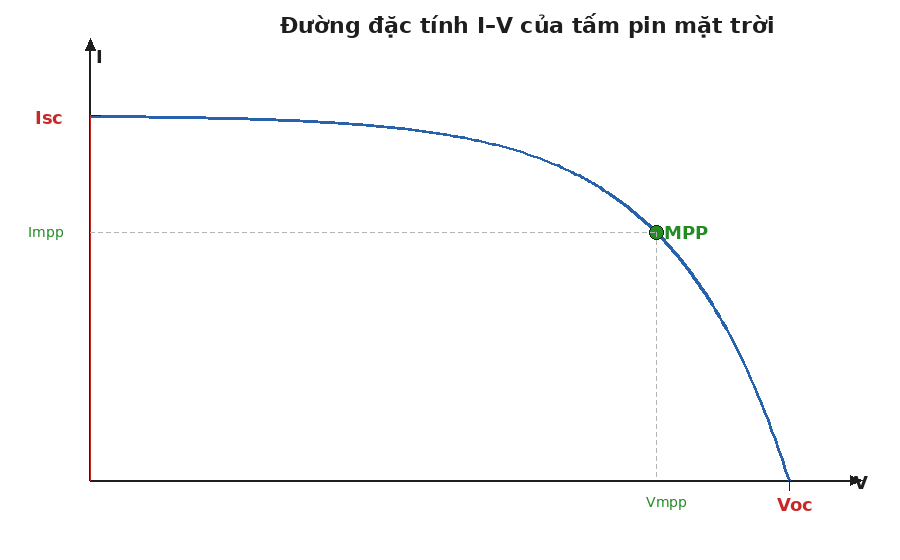 Đường đặc tính I–V của tấm pin mặt trời
I
Isc
Impp
MPP
V
Vmpp
Voc